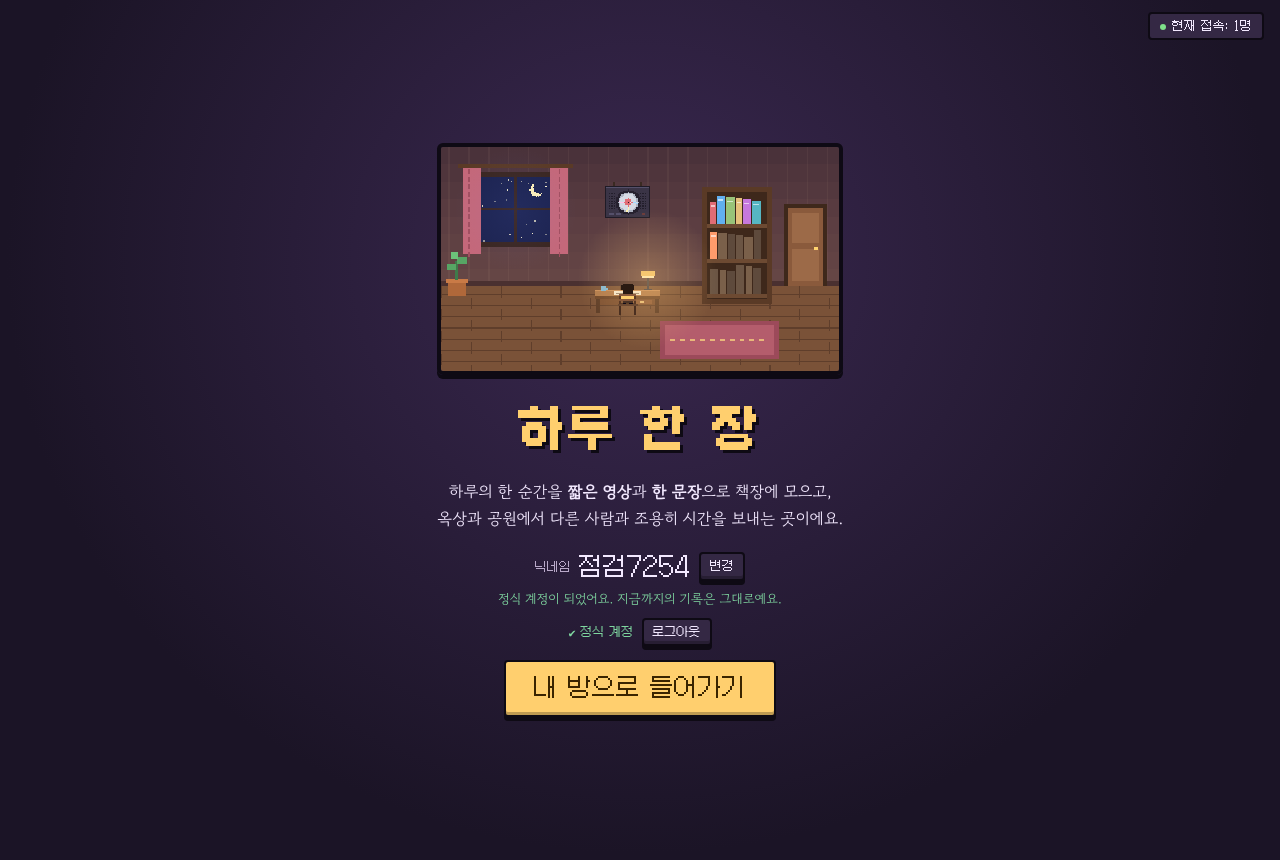 현재 접속: 1명
하루 한 장
하루의 한 순간을 짧은 영상과 한 문장으로 책장에 모으고,
옥상과 공원에서 다른 사람과 조용히 시간을 보내는 곳이에요.
닉네임 점검7254 변경
정식 계정이 되었어요. 지금까지의 기록은 그대로예요.
✔ 정식 계정 로그아웃
내 방으로 들어가기